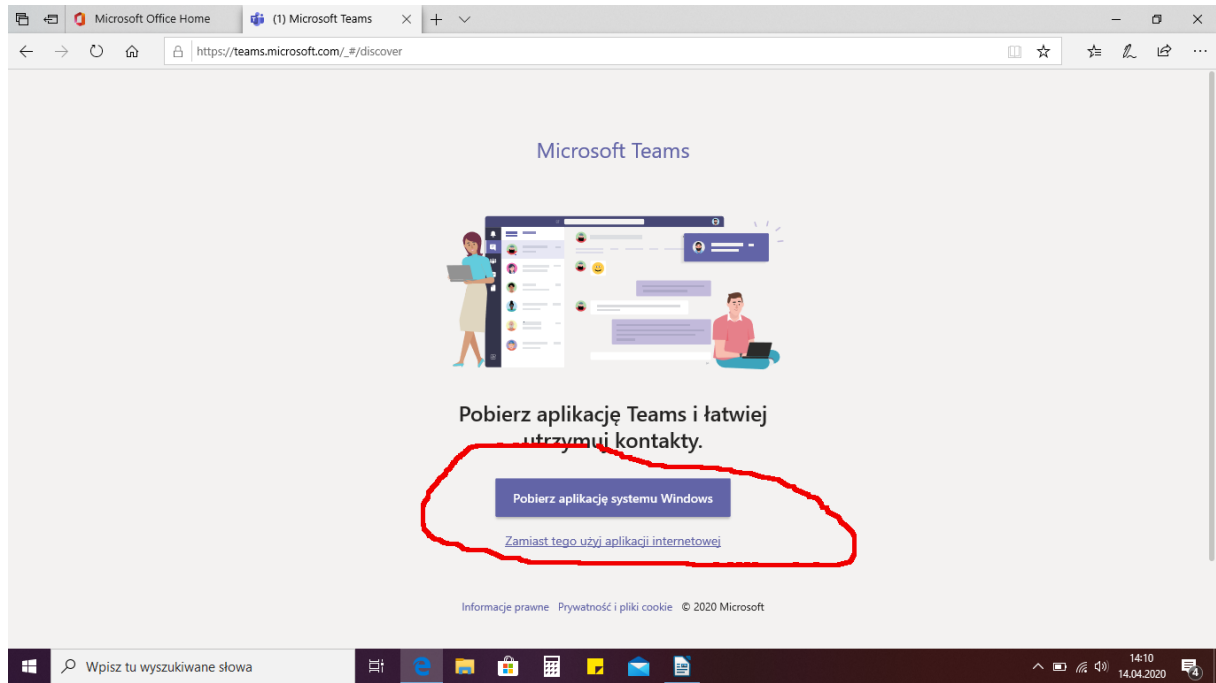 Microsoft Office Home
(1) Microsoft Teams
https://teams.microsoft.com/_#/discover
Microsoft Teams
Pobierz aplikację Teams i łatwiej
utrzymuj kontakty.
Pobierz aplikację systemu Windows
Zamiast tego użyj aplikacji internetowej
Informacje prawne Prywatność i pliki cookie © 2020 Microsoft
Wpisz tu wyszukiwane słowa
14:10
14.04.2020
4